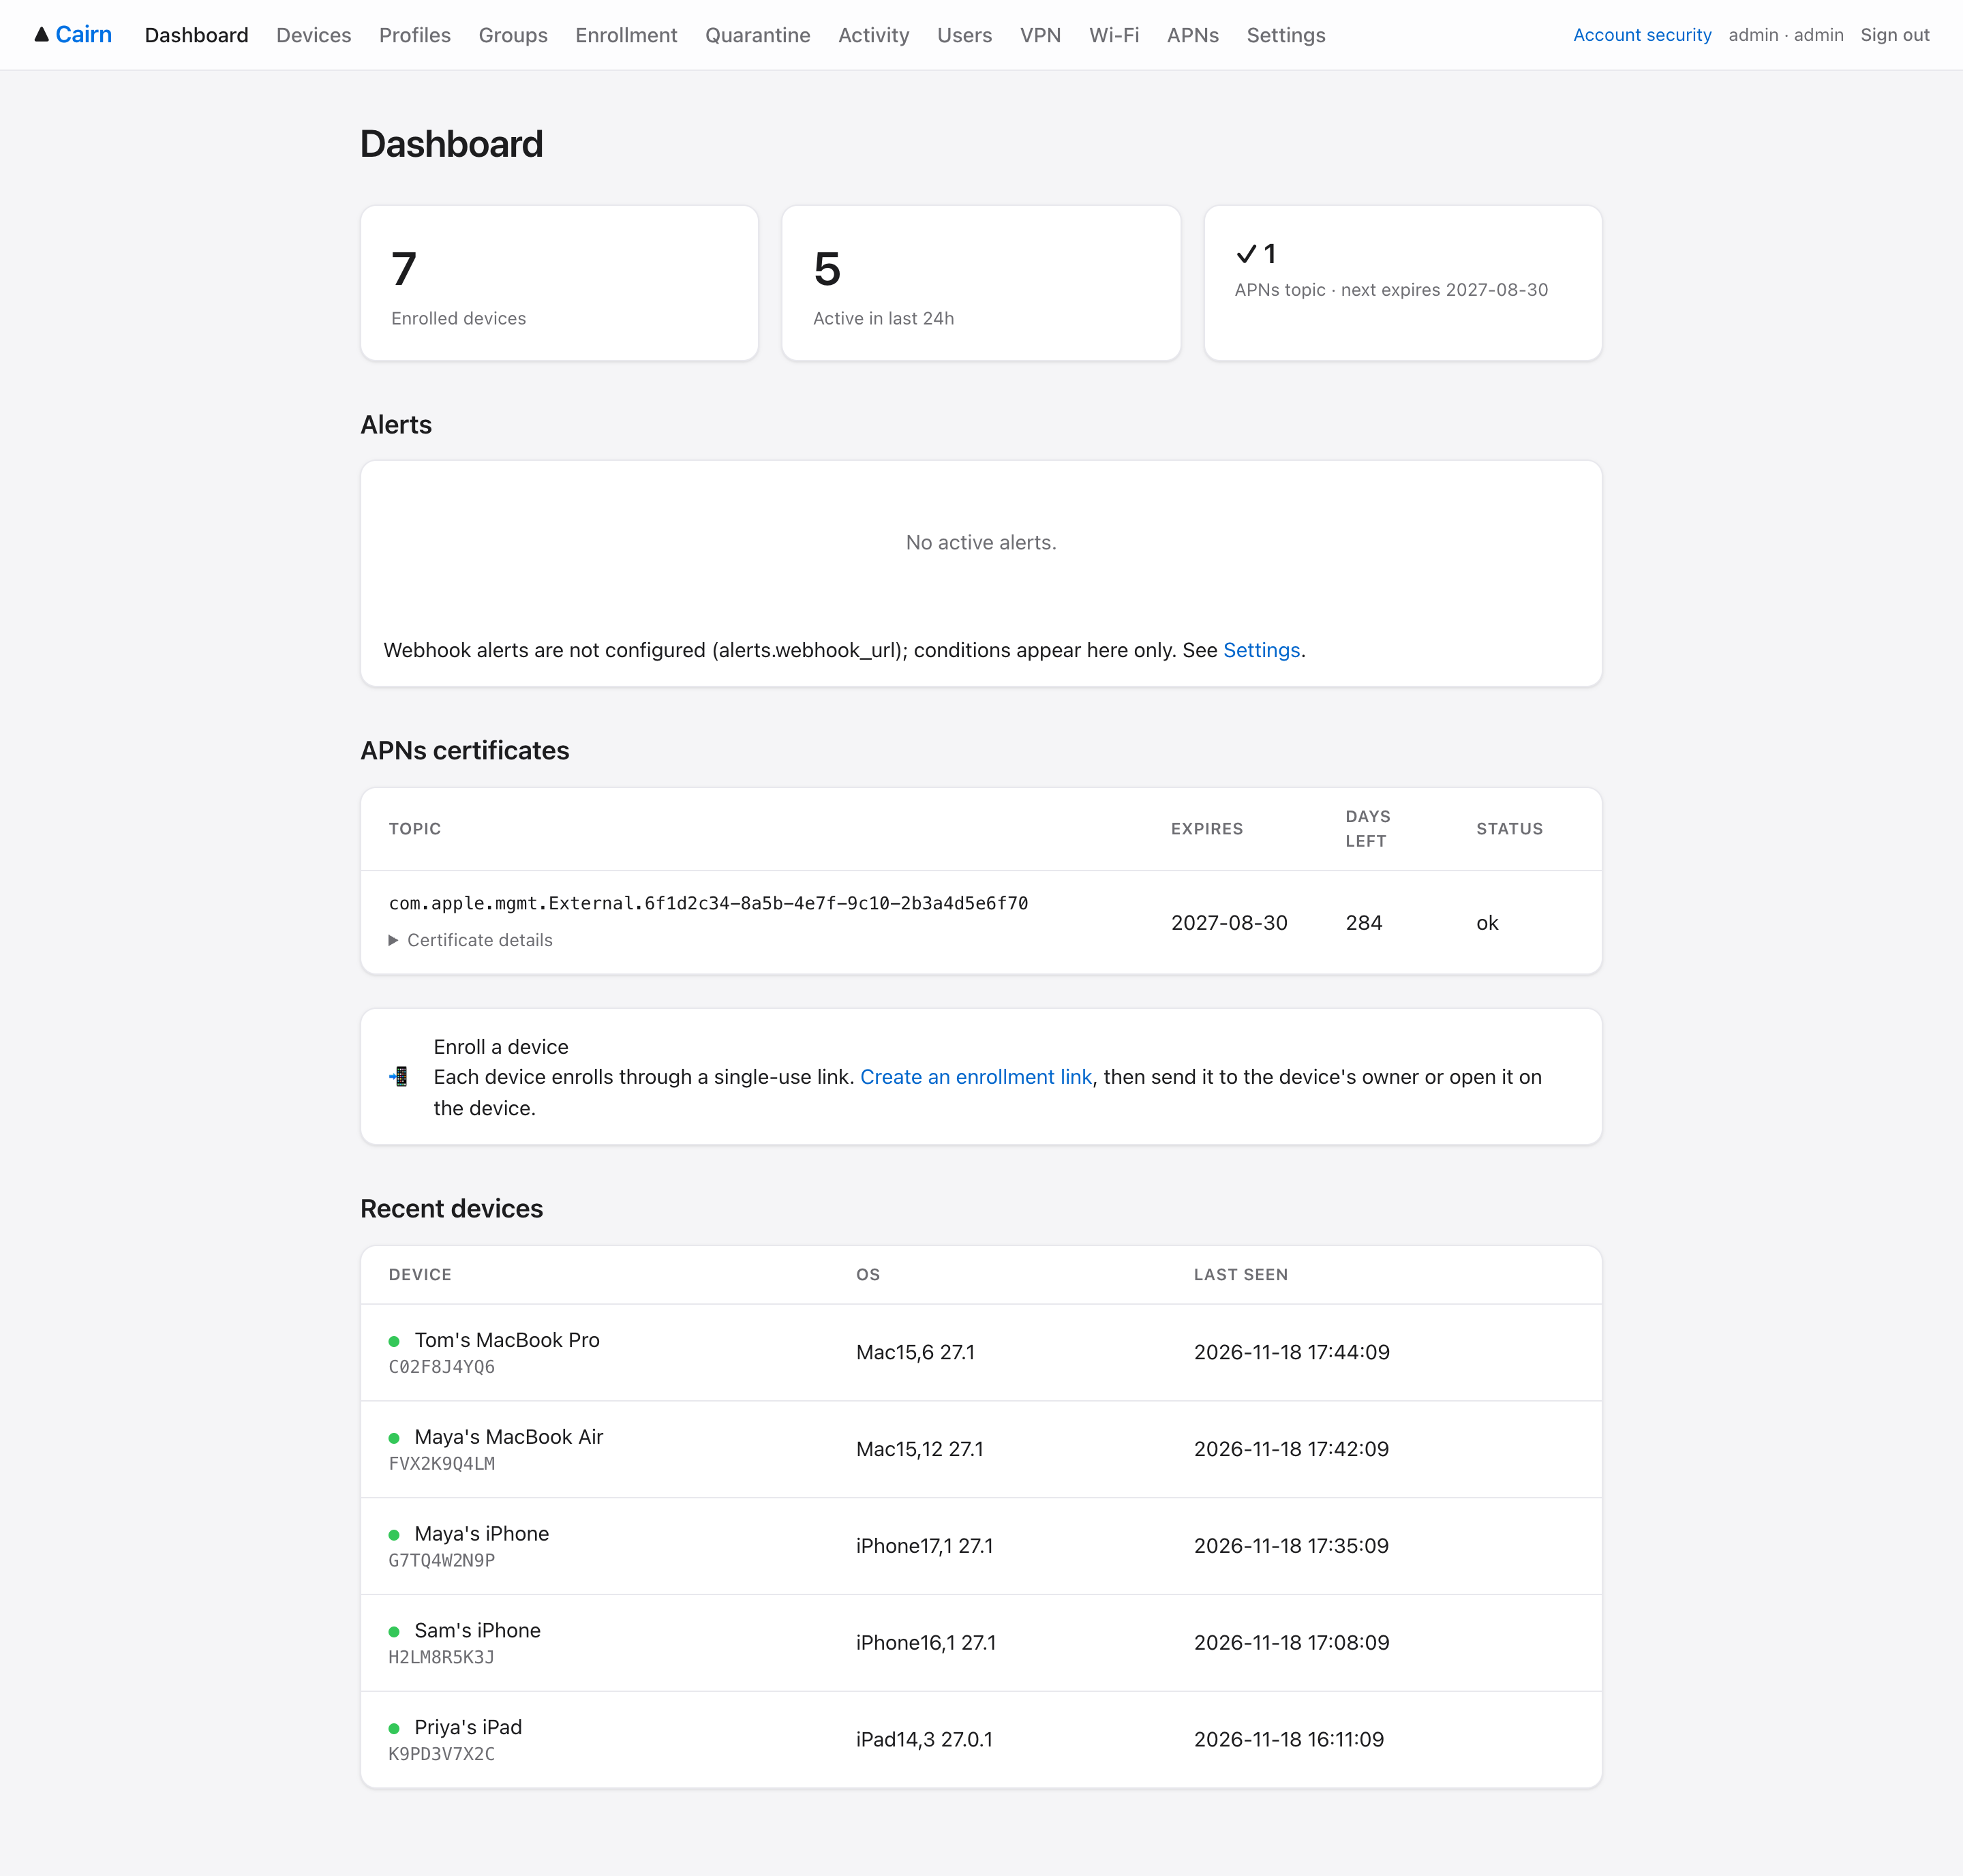 Cairn Dashboard Devices Profiles Groups Enrollment Quarantine Activity Users VPN Wi-Fi APNs Settings Account security admin · admin Sign out
Dashboard
7
Enrolled devices
5
Active in last 24h
✓ 1
APNs topic · next expires 2027-08-30
Alerts
No active alerts.
Webhook alerts are not configured (alerts.webhook_url); conditions appear here only. See Settings.
APNs certificates
TOPIC EXPIRES DAYS LEFT STATUS
com.apple.mgmt.External.6f1d2c34-8a5b-4e7f-9c10-2b3a4d5e6f70 2027-08-30 284 ok
Certificate details
Enroll a device
Each device enrolls through a single-use link. Create an enrollment link, then send it to the device's owner or open it on
the device.
Recent devices
DEVICE OS LAST SEEN
Tom's MacBook Pro Mac15,6 27.1 2026-11-18 17:44:09
C02F8J4YQ6
Maya's MacBook Air Mac15,12 27.1 2026-11-18 17:42:09
FVX2K9Q4LM
Maya's iPhone iPhone17,1 27.1 2026-11-18 17:35:09
G7TQ4W2N9P
Sam's iPhone iPhone16,1 27.1 2026-11-18 17:08:09
H2LM8R5K3J
Priya's iPad iPad14,3 27.0.1 2026-11-18 16:11:09
K9PD3V7X2C